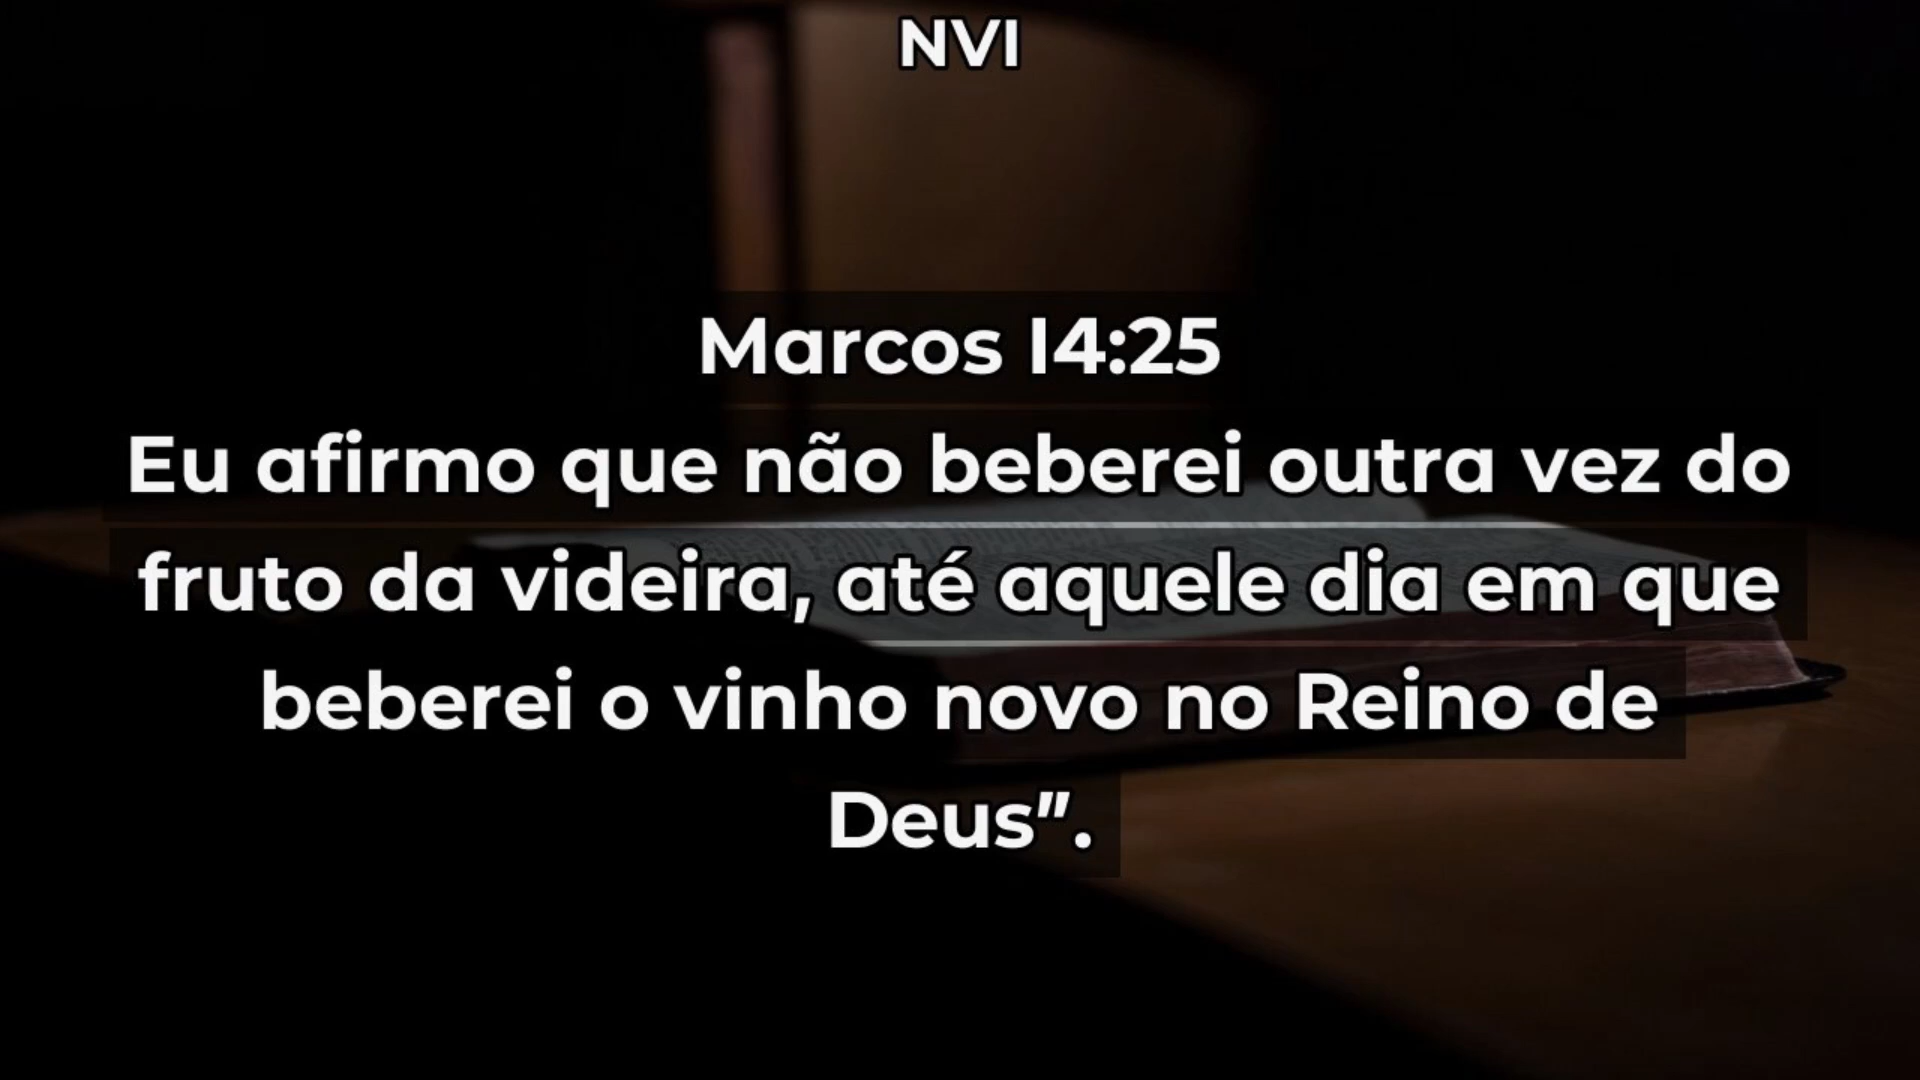 NVI
Marcos 14:25
Eu afirmo que não beberei outra vez do
fruto da videira, até aquele dia em que
beberei o vinho novo no Reino de
Deus”.